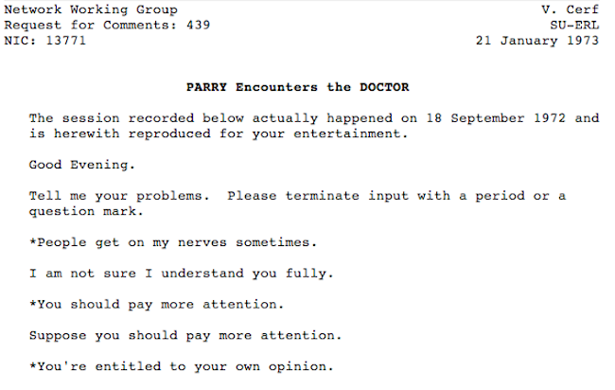 Network Working Group V. Cerf
Request for Comments: 439 SU-ERL
NIC: 13771 21 January 1973
PARRY Encounters the DOCTOR
The session recorded below actually happened on 18 September 1972 and
is herewith reproduced for your entertainment.
Good Evening.
Tell me your problems.  Please terminate input with a period or a
question mark.
*People get on my nerves sometimes.
I am not sure I understand you fully.
*You should pay more attention.
Suppose you should pay more attention.
*You're entitled to your own opinion.